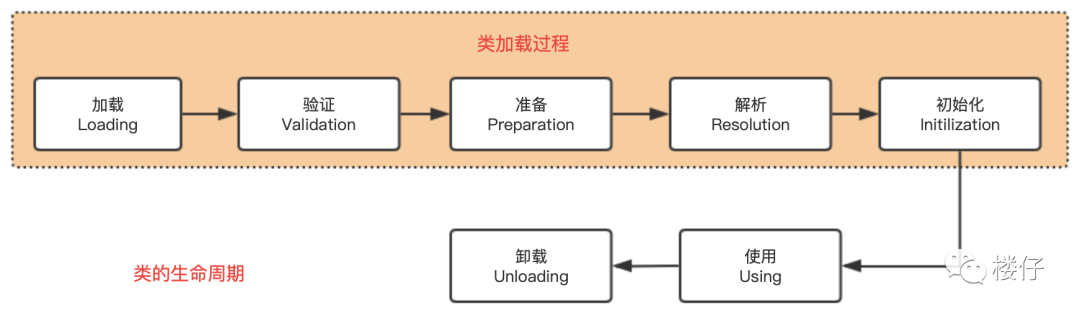 类加载过程
加载
Loading
验证
Validation
准备
Preparation
解析
Resolution
初始化
Initilization
类的生命周期
卸载
Unloading
使用
Using
楼仔